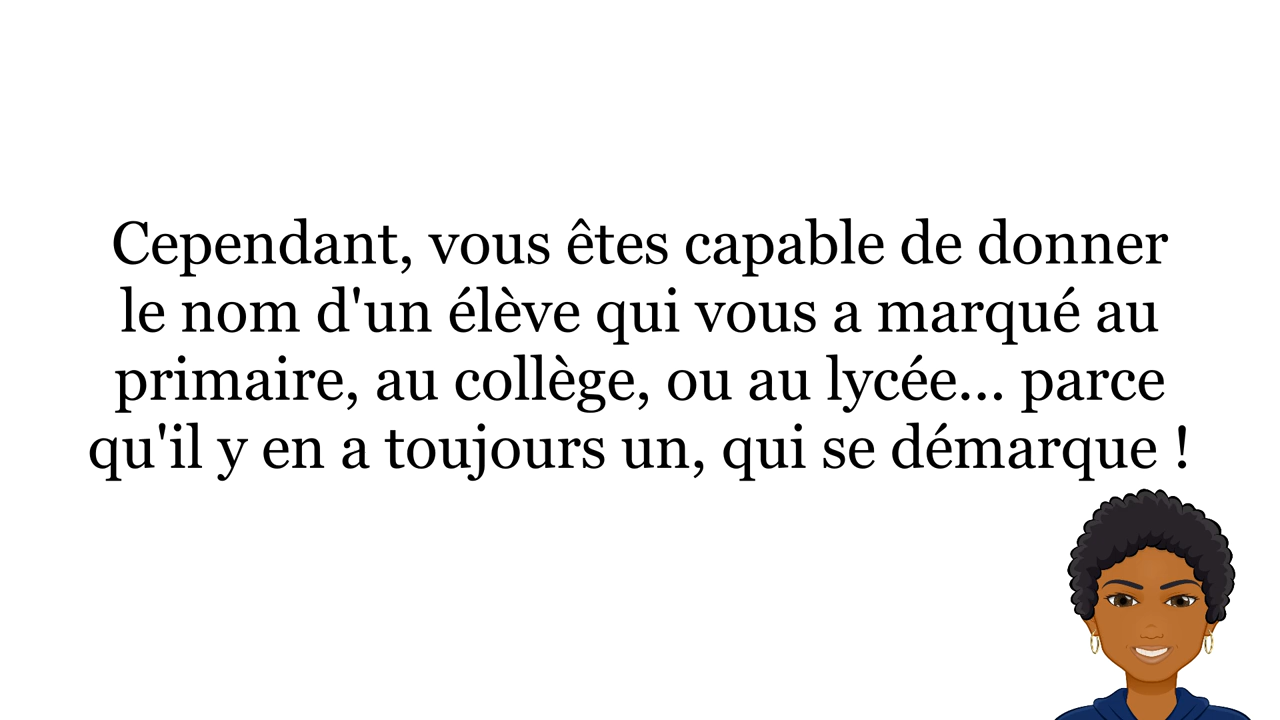 Cependant, vous êtes capable de donner
le nom d'un élève qui vous a marqué au
primaire, au collège, ou au lycée... parce
qu'il y en a toujours un, qui se démarque !